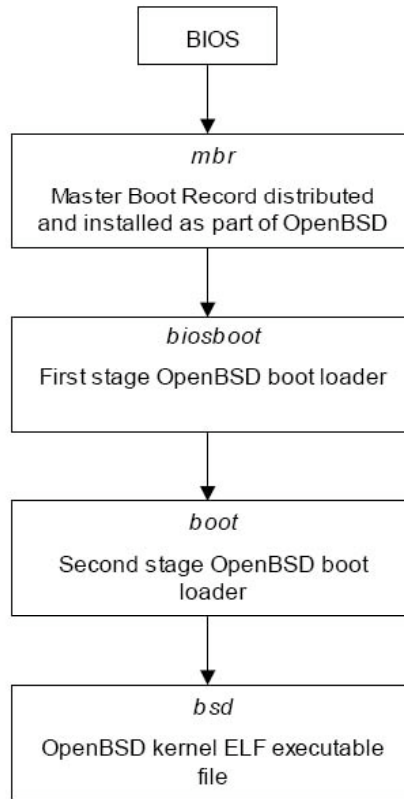 BIOS
mbr
Master Boot Record distributed
and installed as part of OpenBSD
biosboot
First stage OpenBSD boot loader
boot
Second stage OpenBSD boot
loader
bsd
OpenBSD kernel ELF executable
file